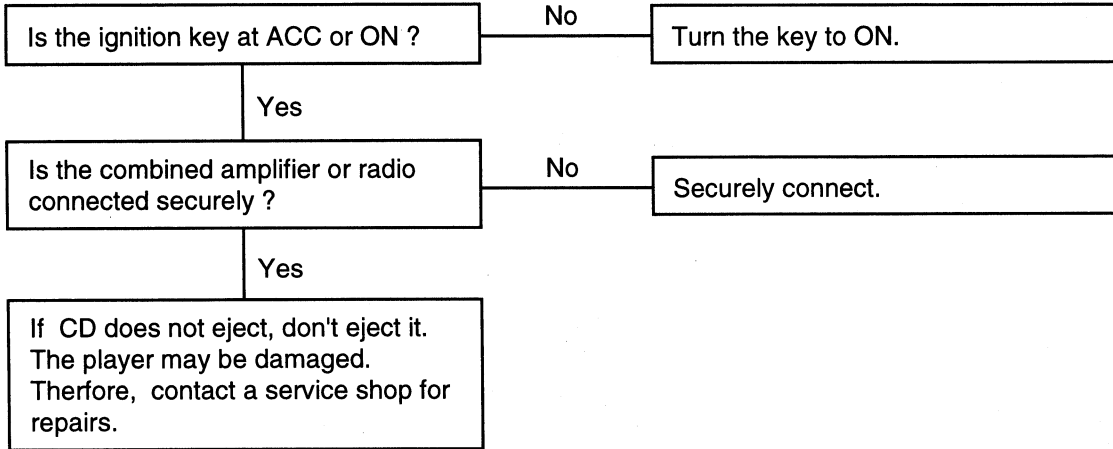 Is the ignition key at ACC or ON ?
No
Turn the key to ON.
Yes
Is the combined amplifier or radio
connected securely ?
No
Securely connect.
Yes
If CD does not eject, don't eject it.
The player may be damaged.
Therfore, contact a service shop for
repairs.